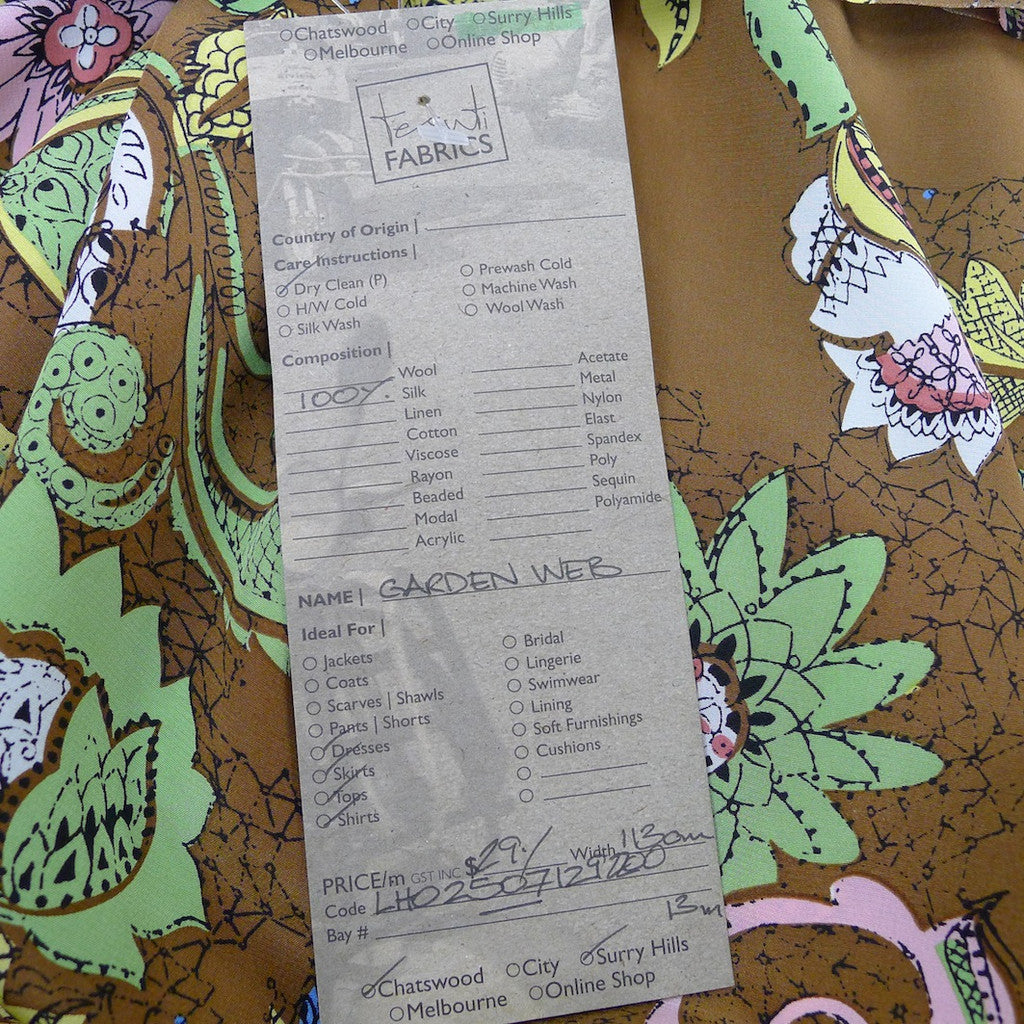 Chatswood City Surry Hills
Melbourne Online Shop
tessuti
FABRICS
Country of Origin |
Care Instructions |
Dry Clean (P) Prewash Cold
H/W Cold Machine Wash
Silk Wash Wool Wash
Composition |
Wool Acetate
100% Silk Metal
Linen Nylon
Cotton Elast
Viscose Spandex
Rayon Poly
Beaded Sequin
Modal Polyamide
Acrylic
NAME | GARDEN WEB
Ideal For |
Jackets Bridal
Coats Lingerie
Scarves | Shawls Swimwear
Pants | Shorts Lining
Dresses Soft Furnishings
Skirts Cushions
Tops
Shirts
PRICE/m GST INC $29./ Width 113cm
Code LH02507129200
Bay # 13m
Chatswood City Surry Hills
Melbourne Online Shop